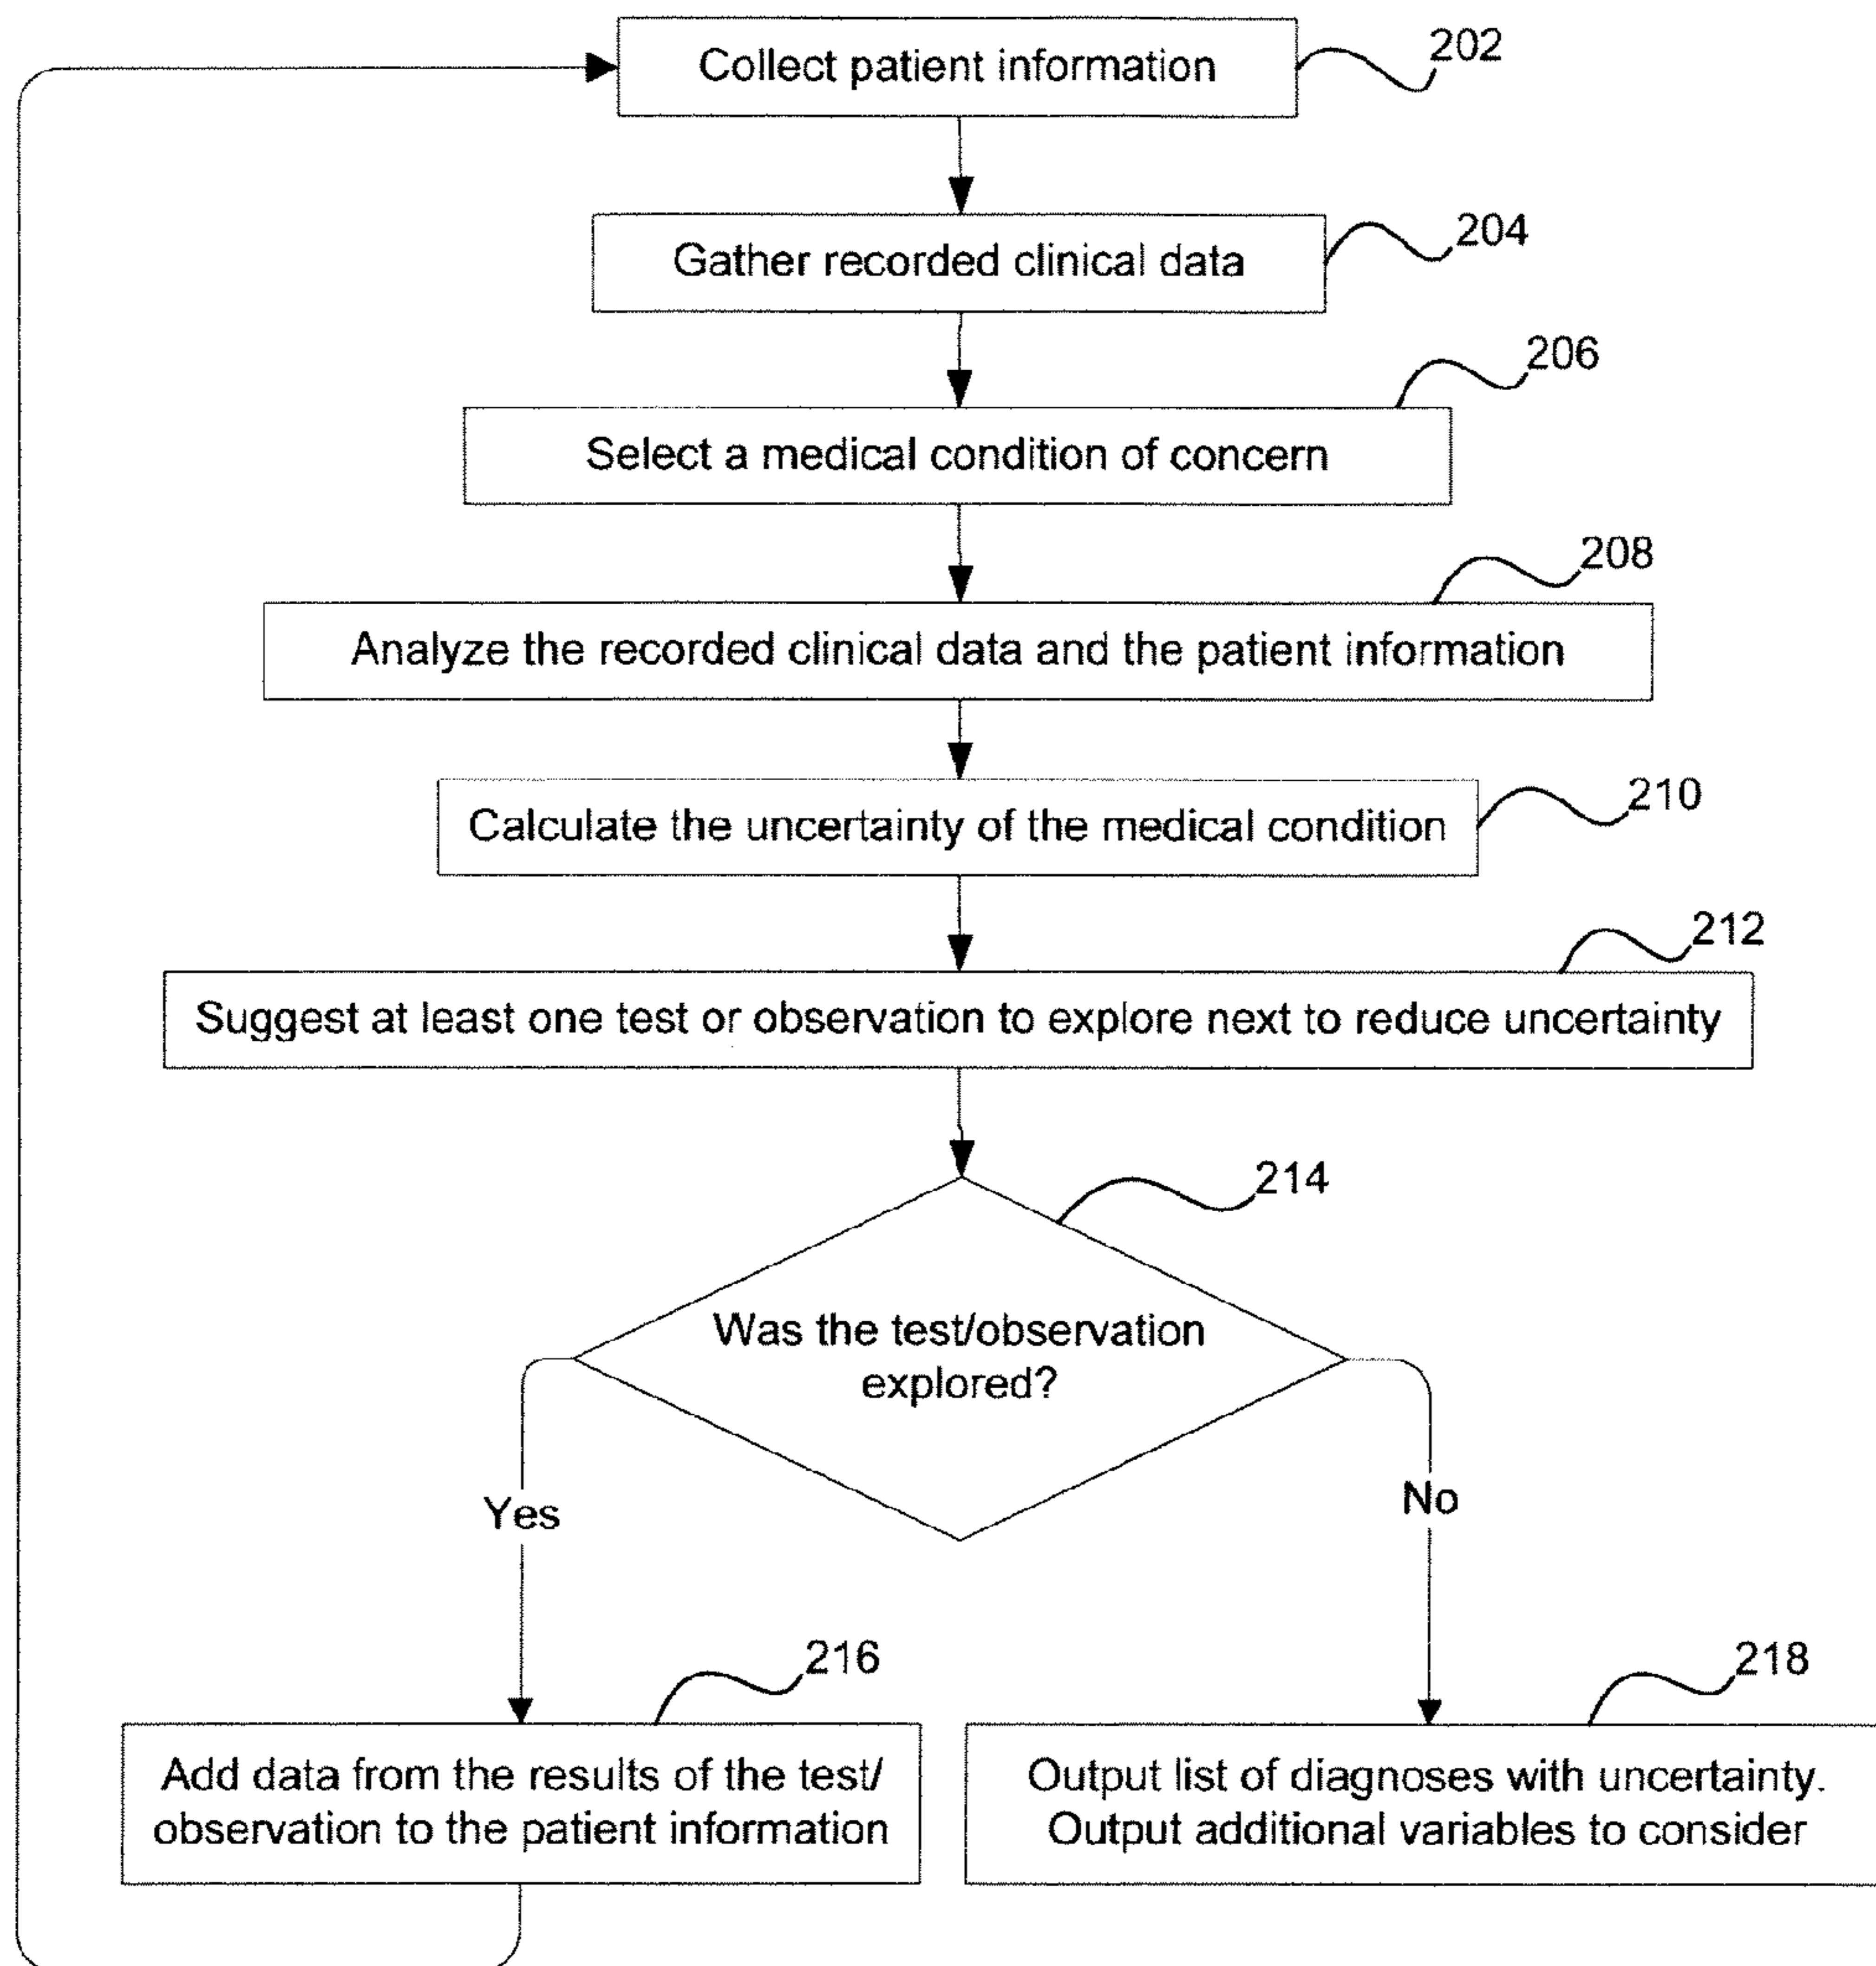 Collect patient information
202
Gather recorded clinical data
204
206
Select a medical condition of concern
208
Analyze the recorded clinical data and the patient information
210
Calculate the uncertainty of the medical condition
212
Suggest at least one test or observation to explore next to reduce uncertainty
214
Was the test/observation
explored?
Yes
No
216
218
Add data from the results of the test/
observation to the patient information
Output list of diagnoses with uncertainty.
Output additional variables to consider